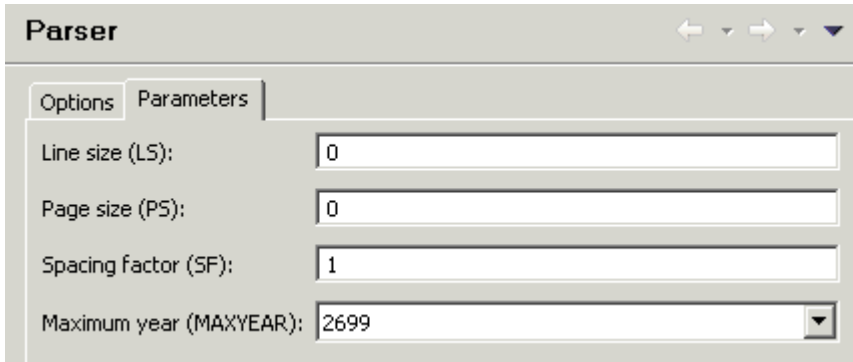 Parser
Options Parameters
Line size (LS): 0
Page size (PS): 0
Spacing factor (SF): 1
Maximum year (MAXYEAR): 2699